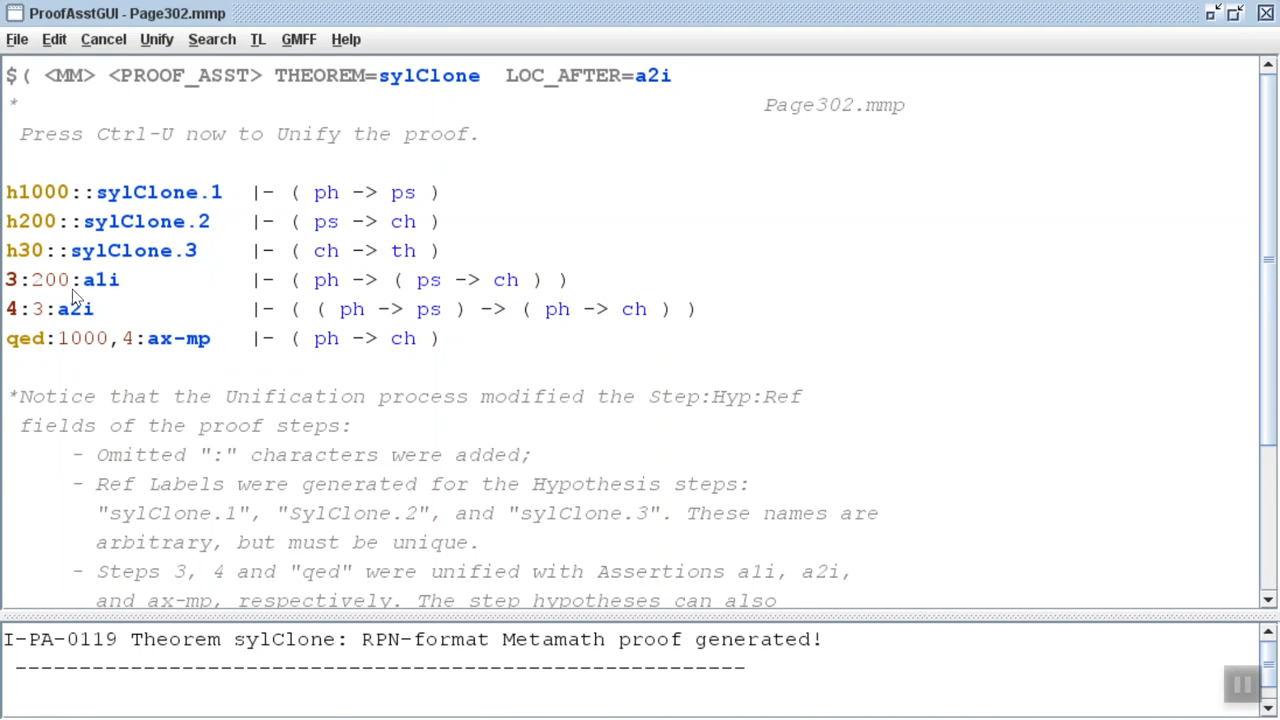 ProofAsstGUI - Page302.mmp
File Edit Cancel Unify Search TL GMFF Help
$( <MM> <PROOF_ASST> THEOREM=sylClone LOC_AFTER=a2i
* Page302.mmp
Press Ctrl-U now to Unify the proof.
h1000::sylClone.1 |- ( ph -> ps )
h200::sylClone.2 |- ( ps -> ch )
h30::sylClone.3 |- ( ch -> th )
3:200:a1i |- ( ph -> ( ps -> ch ) )
4:3:a2i |- ( ( ph -> ps ) -> ( ph -> ch ) )
qed:1000,4:ax-mp |- ( ph -> ch )
*Notice that the Unification process modified the Step:Hyp:Ref
fields of the proof steps:
- Omitted ":" characters were added;
- Ref Labels were generated for the Hypothesis steps:
"sylClone.1", "SylClone.2", and "sylClone.3". These names are
arbitrary, but must be unique.
- Steps 3, 4 and "qed" were unified with Assertions a1i, a2i,
and ax-mp, respectively. The step hypotheses can also
I-PA-0119 Theorem sylClone: RPN-format Metamath proof generated!
---------------------------------------------------------